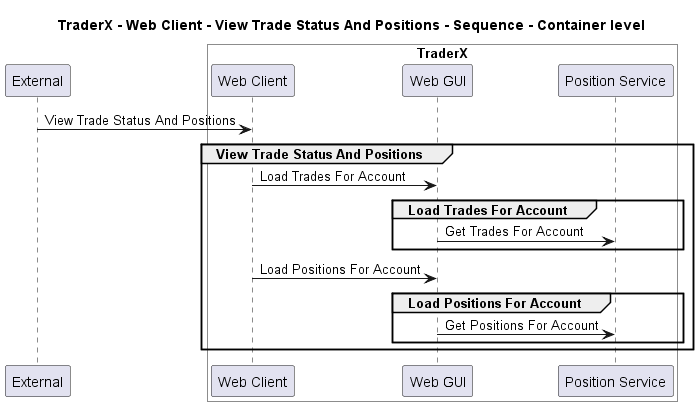 TraderX - Web Client - View Trade Status And Positions - Sequence - Container level
TraderX
External
Web Client
Web GUI
Position Service
View Trade Status And Positions
View Trade Status And Positions
Load Trades For Account
Load Trades For Account
Get Trades For Account
Load Positions For Account
Load Positions For Account
Get Positions For Account
External
Web Client
Web GUI
Position Service